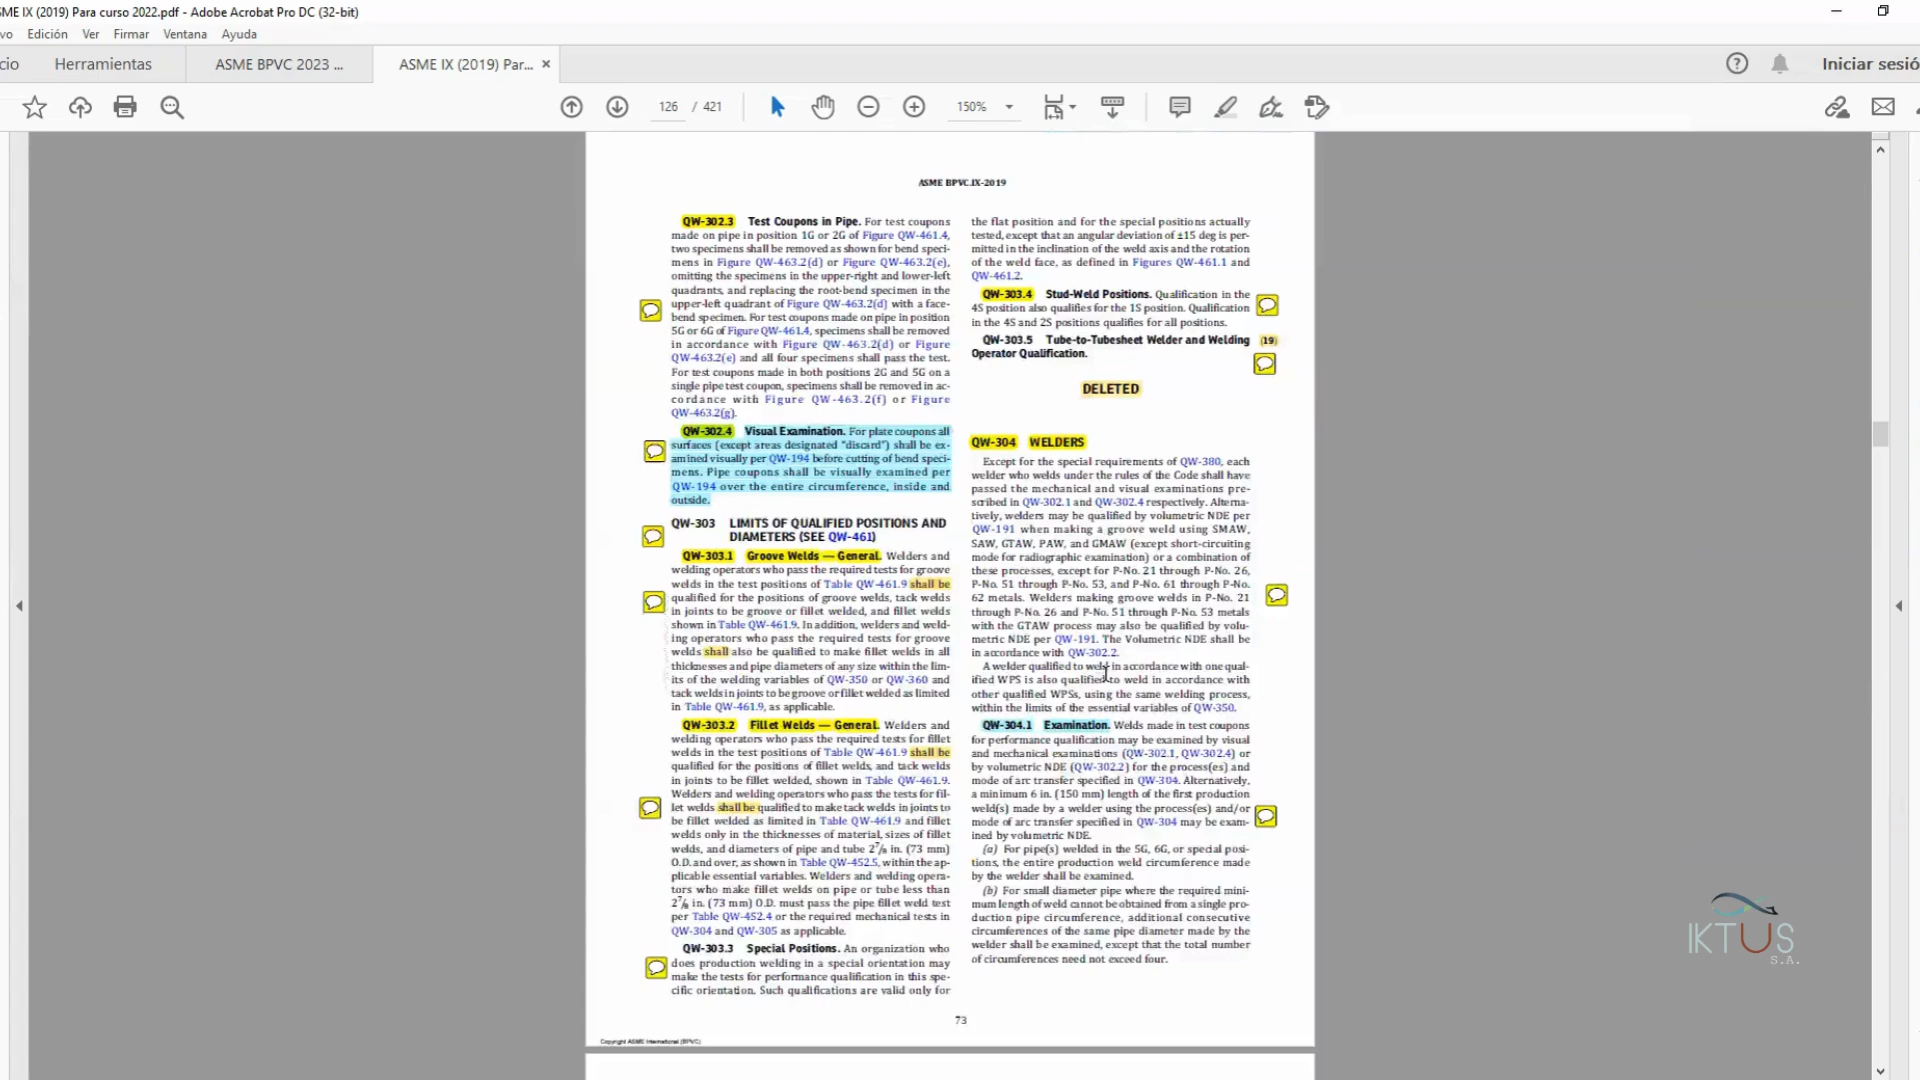 SME IX (2019) Para curso 2022.pdf - Adobe Acrobat Pro DC (32-bit)
vo Edición Ver Firmar Ventana Ayuda
cio Herramientas ASME BPVC 2023 ... ASME IX (2019) Par... × Iniciar sesió
126 / 421 150%
ASME BPVC.IX-2019
QW-302.3 Test Coupons in Pipe. For test coupons
made on pipe in position 1G or 2G of Figure QW-461.4,
two specimens shall be removed as shown for bend speci-
mens in Figure QW-463.2(d) or Figure QW-463.2(e),
omitting the specimens in the upper-right and lower-left
quadrants, and replacing the root-bend specimen in the
upper-left quadrant of Figure QW-463.2(d) with a face-
bend specimen. For test coupons made on pipe in position
5G or 6G of Figure QW-461.4, specimens shall be removed
in accordance with Figure QW-463.2(d) or Figure
QW-463.2(e) and all four specimens shall pass the test.
For test coupons made in both positions 2G and 5G on a
single pipe test coupon, specimens shall be removed in ac-
cordance with Figure QW-463.2(f) or Figure
QW-463.2(g).
QW-302.4 Visual Examination. For plate coupons all
surfaces (except areas designated "discard") shall be ex-
amined visually per QW-194 before cutting of bend speci-
mens. Pipe coupons shall be visually examined per
QW-194 over the entire circumference, inside and
outside.
QW-303 LIMITS OF QUALIFIED POSITIONS AND
DIAMETERS (SEE QW-461)
QW-303.1 Groove Welds — General. Welders and
welding operators who pass the required tests for groove
welds in the test positions of Table QW-461.9 shall be
qualified for the positions of groove welds, tack welds
in joints to be groove or fillet welded, and fillet welds
shown in Table QW-461.9. In addition, welders and weld-
ing operators who pass the required tests for groove
welds shall also be qualified to make fillet welds in all
thicknesses and pipe diameters of any size within the lim-
its of the welding variables of QW-350 or QW-360 and
tack welds in joints to be groove or fillet welded as limited
in Table QW-461.9, as applicable.
QW-303.2 Fillet Welds — General. Welders and
welding operators who pass the required tests for fillet
welds in the test positions of Table QW-461.9 shall be
qualified for the positions of fillet welds, and tack welds
in joints to be fillet welded, shown in Table QW-461.9.
Welders and welding operators who pass the tests for fil-
let welds shall be qualified to make tack welds in joints to
be fillet welded as limited in Table QW-461.9 and fillet
welds only in the thicknesses of material, sizes of fillet
welds, and diameters of pipe and tube 2⁷/₈ in. (73 mm)
O.D. and over, as shown in Table QW-452.5, within the ap-
plicable essential variables. Welders and welding opera-
tors who make fillet welds on pipe or tube less than
2⁷/₈ in. (73 mm) O.D. must pass the pipe fillet weld test
per Table QW-452.4 or the required mechanical tests in
QW-304 and QW-305 as applicable.
QW-303.3 Special Positions. An organization who
does production welding in a special orientation may
make the tests for performance qualification in this spe-
cific orientation. Such qualifications are valid only for
the flat position and for the special positions actually
tested, except that an angular deviation of ±15 deg is per-
mitted in the inclination of the weld axis and the rotation
of the weld face, as defined in Figures QW-461.1 and
QW-461.2.
QW-303.4 Stud-Weld Positions. Qualification in the
4S position also qualifies for the 1S position. Qualification
in the 4S and 2S positions qualifies for all positions.
QW-303.5 Tube-to-Tubesheet Welder and Welding (19)
Operator Qualification.
DELETED
QW-304 WELDERS
Except for the special requirements of QW-380, each
welder who welds under the rules of the Code shall have
passed the mechanical and visual examinations pre-
scribed in QW-302.1 and QW-302.4 respectively. Alterna-
tively, welders may be qualified by volumetric NDE per
QW-191 when making a groove weld using SMAW,
SAW, GTAW, PAW, and GMAW (except short-circuiting
mode for radiographic examination) or a combination of
these processes, except for P-No. 21 through P-No. 26,
P-No. 51 through P-No. 53, and P-No. 61 through P-No.
62 metals. Welders making groove welds in P-No. 21
through P-No. 26 and P-No. 51 through P-No. 53 metals
with the GTAW process may also be qualified by volu-
metric NDE per QW-191. The Volumetric NDE shall be
in accordance with QW-302.2.
A welder qualified to weld in accordance with one qual-
ified WPS is also qualified to weld in accordance with
other qualified WPSs, using the same welding process,
within the limits of the essential variables of QW-350.
QW-304.1 Examination. Welds made in test coupons
for performance qualification may be examined by visual
and mechanical examinations (QW-302.1, QW-302.4) or
by volumetric NDE (QW-302.2) for the process(es) and
mode of arc transfer specified in QW-304. Alternatively,
a minimum 6 in. (150 mm) length of the first production
weld(s) made by a welder using the process(es) and/or
mode of arc transfer specified in QW-304 may be exam-
ined by volumetric NDE.
(a) For pipe(s) welded in the 5G, 6G, or special posi-
tions, the entire production weld circumference made
by the welder shall be examined.
(b) For small diameter pipe where the required mini-
mum length of weld cannot be obtained from a single pro-
duction pipe circumference, additional consecutive
circumferences of the same pipe diameter made by the
welder shall be examined, except that the total number
of circumferences need not exceed four.
73
Copyright ASME International (BPVC)
IKTUS
S.A.